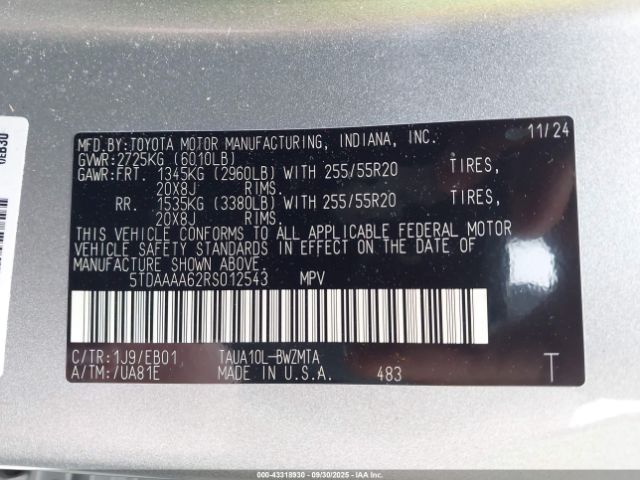 MFD.BY:TOYOTA MOTOR MANUFACTURING, INDIANA, INC. 11/24
GVWR:2725KG (6010LB)
GAWR:FRT. 1345KG (2960LB) WITH 255/55R20 TIRES,
20X8J RIMS.
RR. 1535KG (3380LB) WITH 255/55R20 TIRES,
20X8J RIMS.
THIS VEHICLE CONFORMS TO ALL APPLICABLE FEDERAL MOTOR
VEHICLE SAFETY STANDARDS IN EFFECT ON THE DATE OF
MANUFACTURE SHOWN ABOVE.
5TDAAAA62RS012543 MPV
C/TR:1J9/EB01 TAUA10L-BWZMTA
A/TM:/UA81E MADE IN U.S.A. 483 T
/EB30
000-43318930 - 09/30/2025 - IAAI.CA